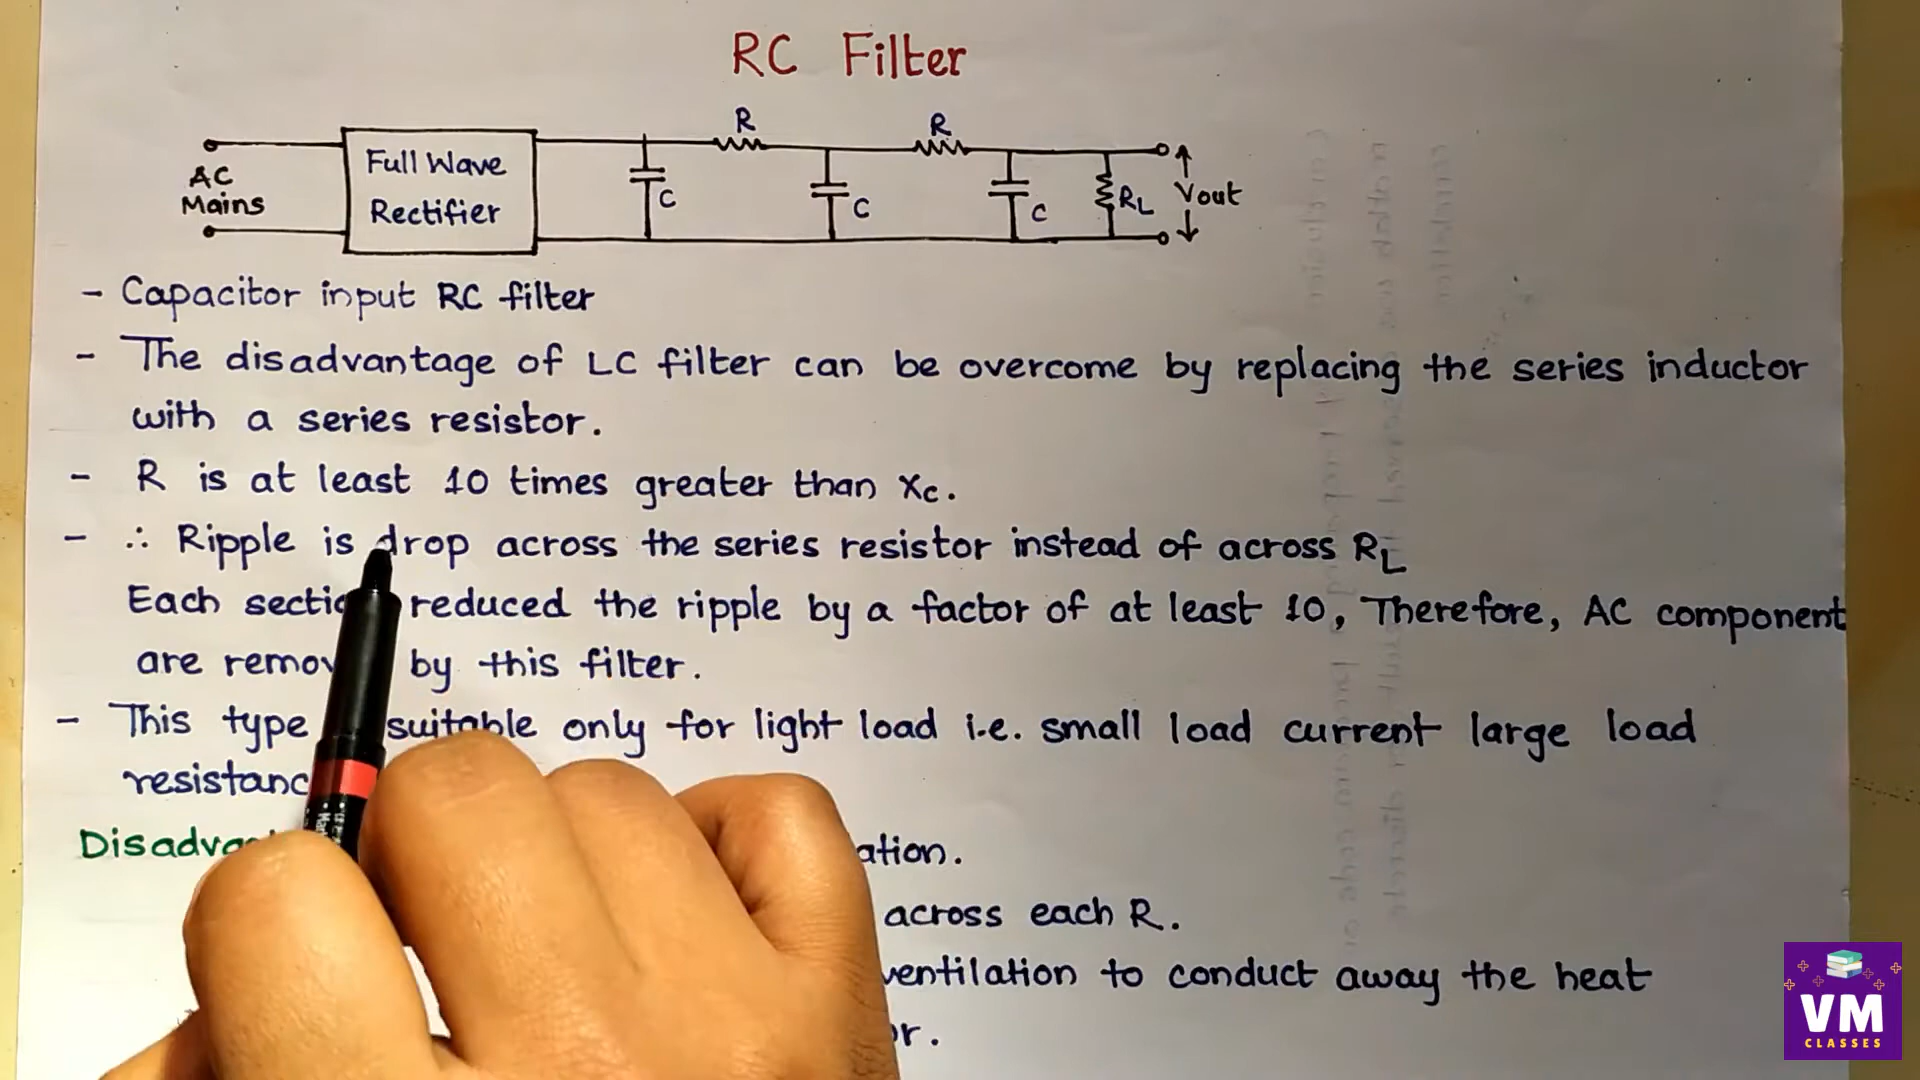 RC Filter
R
R
AC
Mains
Full Wave
Rectifier
C
C
C
RL
Vout
- Capacitor input RC filter
- The disadvantage of LC filter can be overcome by replacing the series inductor
with a series resistor.
- R is at least 10 times greater than Xc.
- ∴ Ripple is drop across the series resistor instead of across RL
Each reduced the ripple by a factor of at least 10, Therefore, AC component
are by this filter.
- This type suitable only for light load i.e. small load current large load
across each R.
ventilation to conduct away the heat
VM
CLASSES